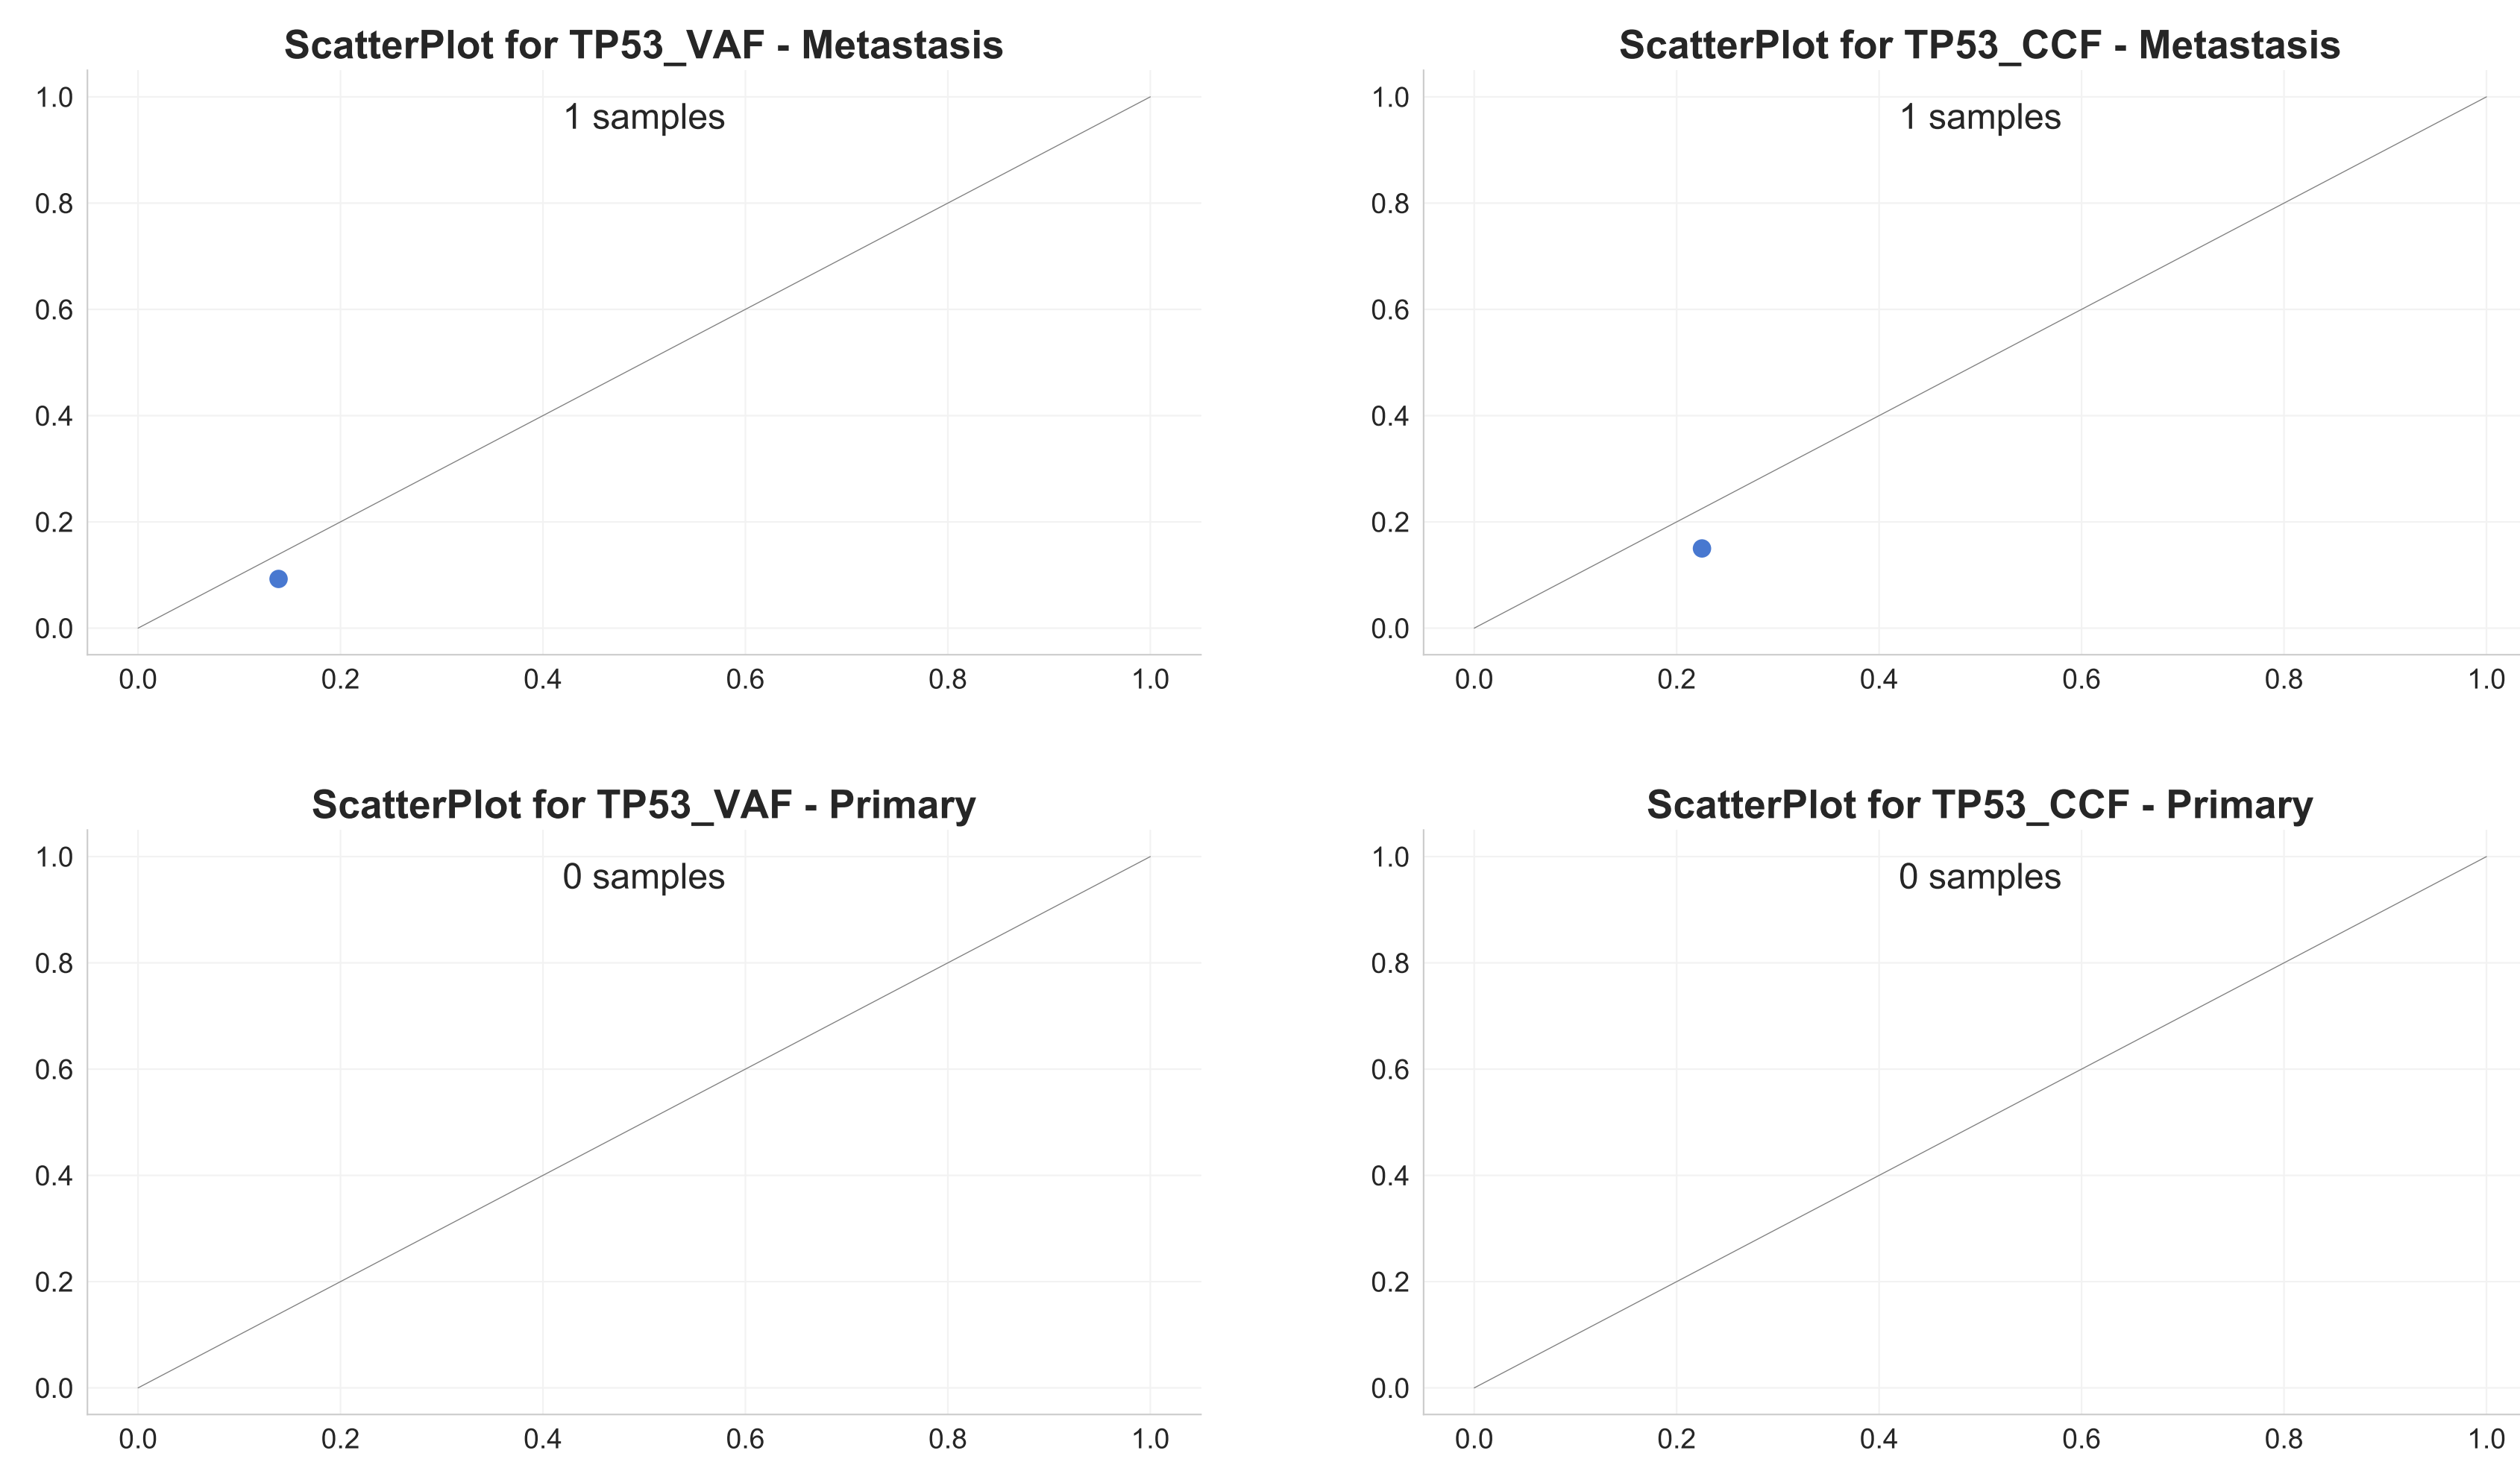 ScatterPlot for TP53_VAF - Metastasis
1 samples
1.0
0.8
0.6
0.4
0.2
0.0
0.0 0.2 0.4 0.6 0.8 1.0
ScatterPlot for TP53_CCF - Metastasis
1 samples
1.0
0.8
0.6
0.4
0.2
0.0
0.0 0.2 0.4 0.6 0.8 1.0
ScatterPlot for TP53_VAF - Primary
0 samples
1.0
0.8
0.6
0.4
0.2
0.0
0.0 0.2 0.4 0.6 0.8 1.0
ScatterPlot for TP53_CCF - Primary
0 samples
1.0
0.8
0.6
0.4
0.2
0.0
0.0 0.2 0.4 0.6 0.8 1.0